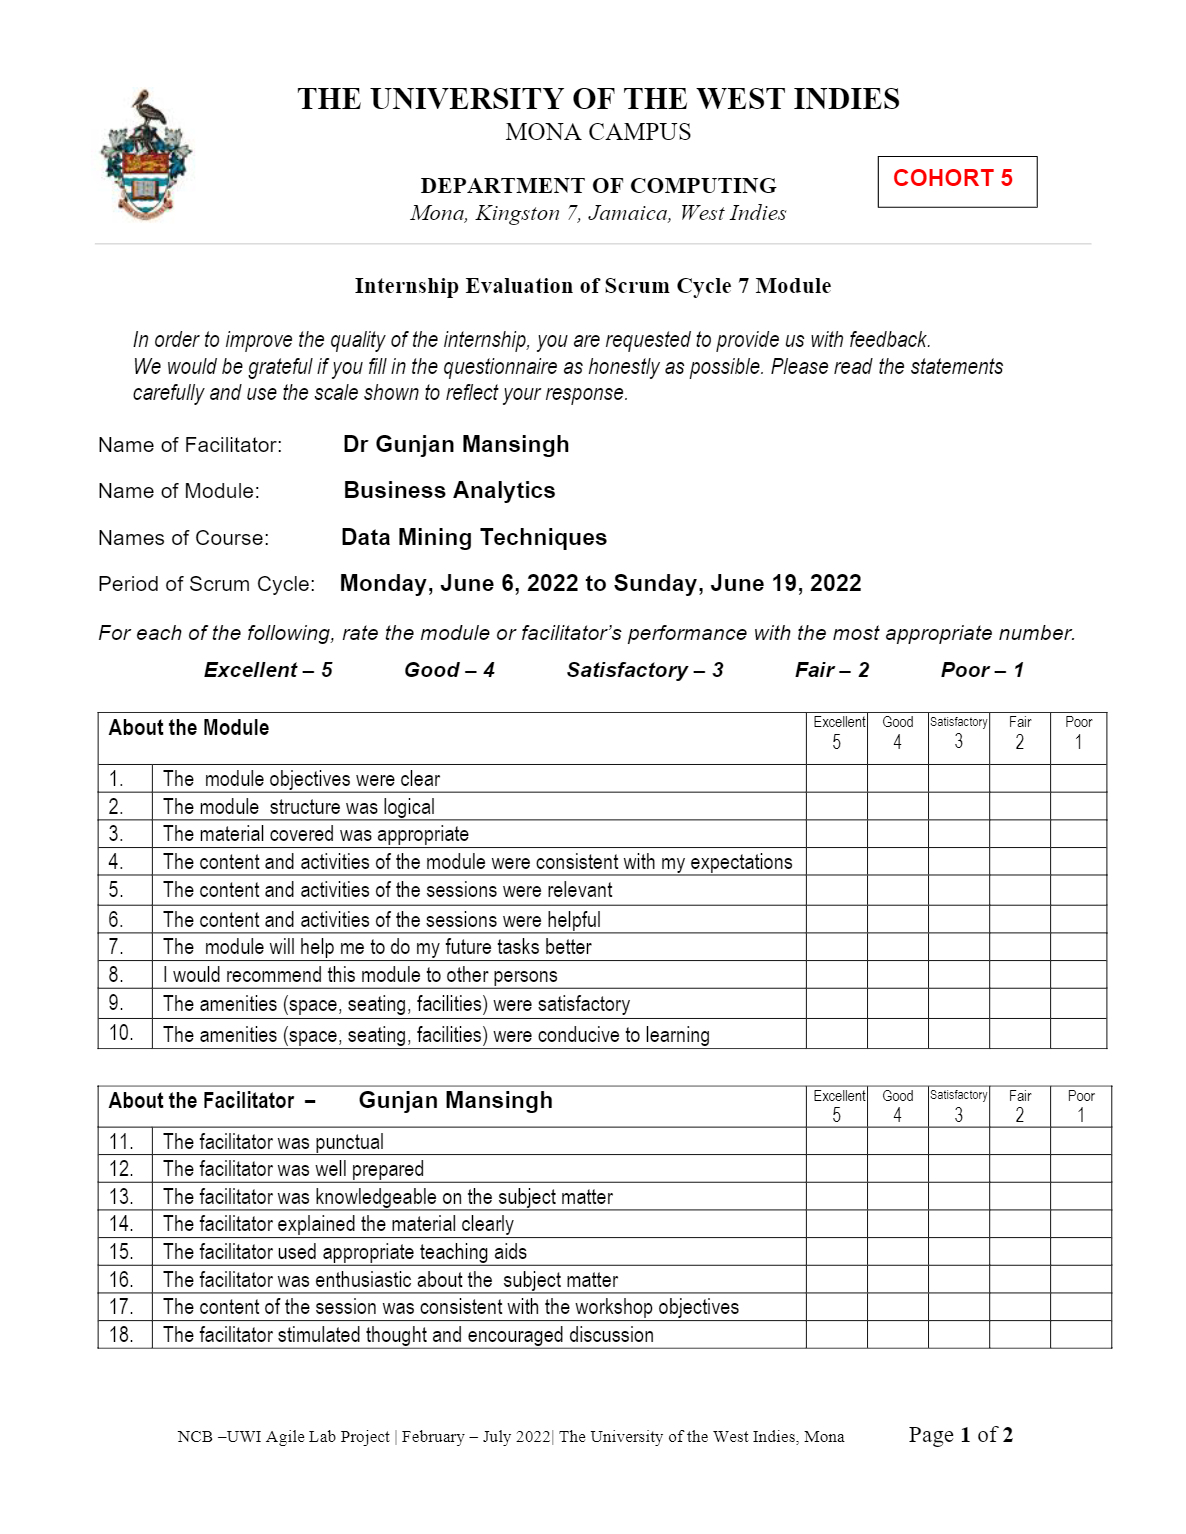 THE UNIVERSITY OF THE WEST INDIES
MONA CAMPUS
COHORT 5
DEPARTMENT OF COMPUTING
Mona, Kingston 7, Jamaica, West Indies
Internship Evaluation of Scrum Cycle 7 Module
In order to improve the quality of the internship, you are requested to provide us with feedback.
We would be grateful if you fill in the questionnaire as honestly as possible. Please read the statements
carefully and use the scale shown to reflect your response.
Name of Facilitator: Dr Gunjan Mansingh
Name of Module: Business Analytics
Names of Course: Data Mining Techniques
Period of Scrum Cycle: Monday, June 6, 2022 to Sunday, June 19, 2022
For each of the following, rate the module or facilitator’s performance with the most appropriate number.
Excellent – 5 Good – 4 Satisfactory – 3 Fair – 2 Poor – 1
About the Module Excellent Good Satisfactory Fair Poor
5 4 3 2 1
1. The module objectives were clear
2. The module structure was logical
3. The material covered was appropriate
4. The content and activities of the module were consistent with my expectations
5. The content and activities of the sessions were relevant
6. The content and activities of the sessions were helpful
7. The module will help me to do my future tasks better
8. I would recommend this module to other persons
9. The amenities (space, seating, facilities) were satisfactory
10. The amenities (space, seating, facilities) were conducive to learning
About the Facilitator – Gunjan Mansingh Excellent Good Satisfactory Fair Poor
5 4 3 2 1
11. The facilitator was punctual
12. The facilitator was well prepared
13. The facilitator was knowledgeable on the subject matter
14. The facilitator explained the material clearly
15. The facilitator used appropriate teaching aids
16. The facilitator was enthusiastic about the subject matter
17. The content of the session was consistent with the workshop objectives
18. The facilitator stimulated thought and encouraged discussion
NCB –UWI Agile Lab Project | February – July 2022| The University of the West Indies, Mona Page 1 of 2